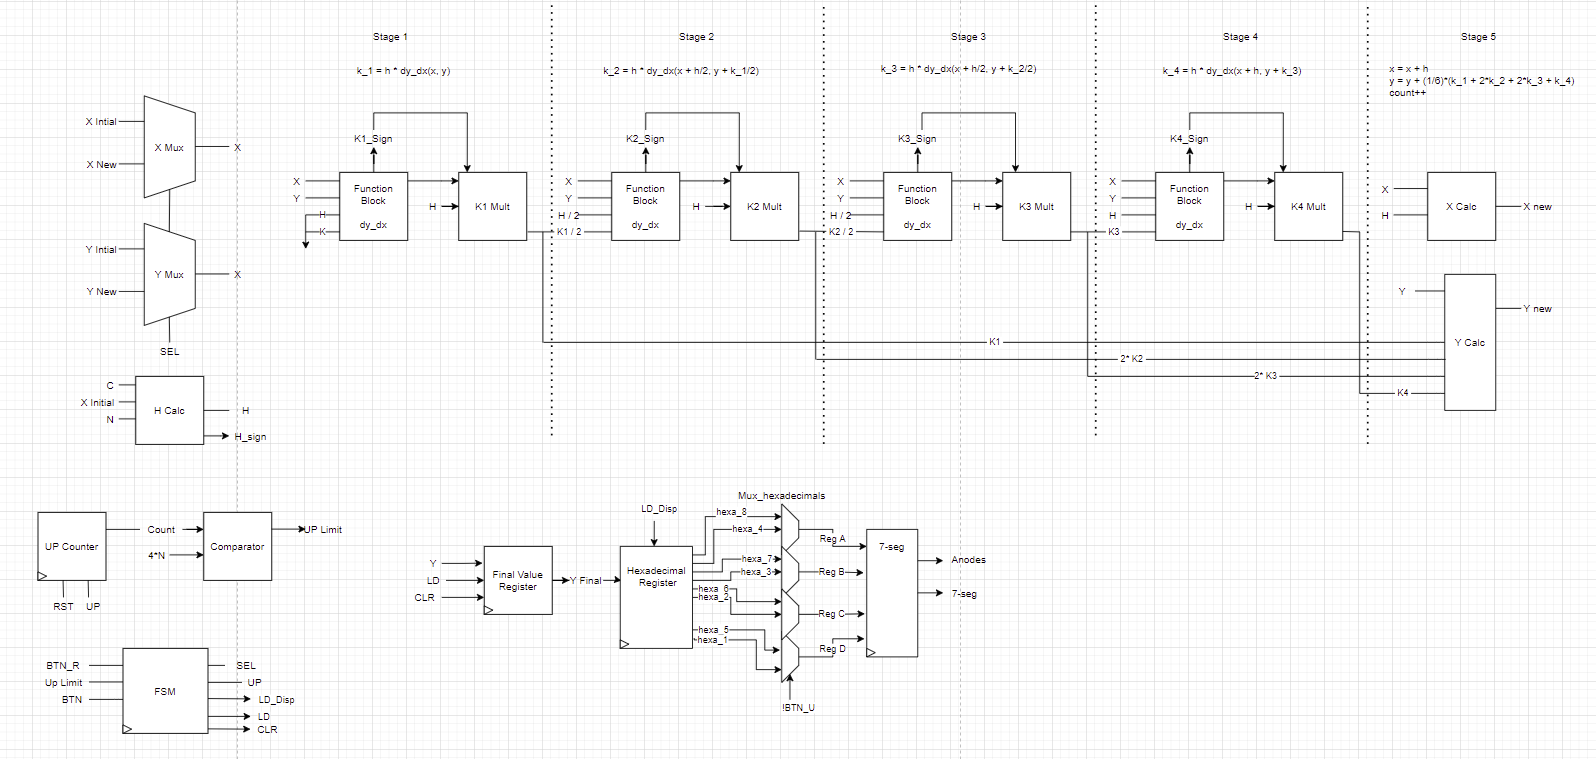 Stage 1
Stage 2
Stage 3
Stage 4
Stage 5
k_1 = h * dy_dx(x, y)
k_2 = h * dy_dx(x + h/2, y + k_1/2)
k_3 = h * dy_dx(x + h/2, y + k_2/2)
k_4 = h * dy_dx(x + h, y + k_3)
x = x + h
y = y + (1/6)*(k_1 + 2*k_2 + 2*k_3 + k_4)
count++
X Intial
X New
X Mux
X
Y Intial
Y New
Y Mux
X
SEL
C
X Initial
N
H Calc
H
H_sign
K1_Sign
X
Y
H
K
Function
Block
dy_dx
H
K1 Mult
K2_Sign
X
Y
H / 2
K1 / 2
Function
Block
dy_dx
H
K2 Mult
K3_Sign
X
Y
H / 2
K2 / 2
Function
Block
dy_dx
H
K3 Mult
K4_Sign
X
Y
H
K3
Function
Block
dy_dx
H
K4 Mult
X
H
X Calc
X new
Y
Y Calc
Y new
K1
2* K2
2* K3
K4
UP Counter
RST
UP
Count
4*N
Comparator
UP Limit
BTN_R
Up Limit
BTN
FSM
SEL
UP
LD_Disp
LD
CLR
Y
LD
CLR
Final Value
Register
Y Final
LD_Disp
Hexadecimal
Register
Mux_hexadecimals
hexa_8
hexa_4
hexa_7
hexa_3
hexa_6
hexa_2
hexa_5
hexa_1
!BTN_U
Reg A
Reg B
Reg C
Reg D
7-seg
Anodes
7-seg